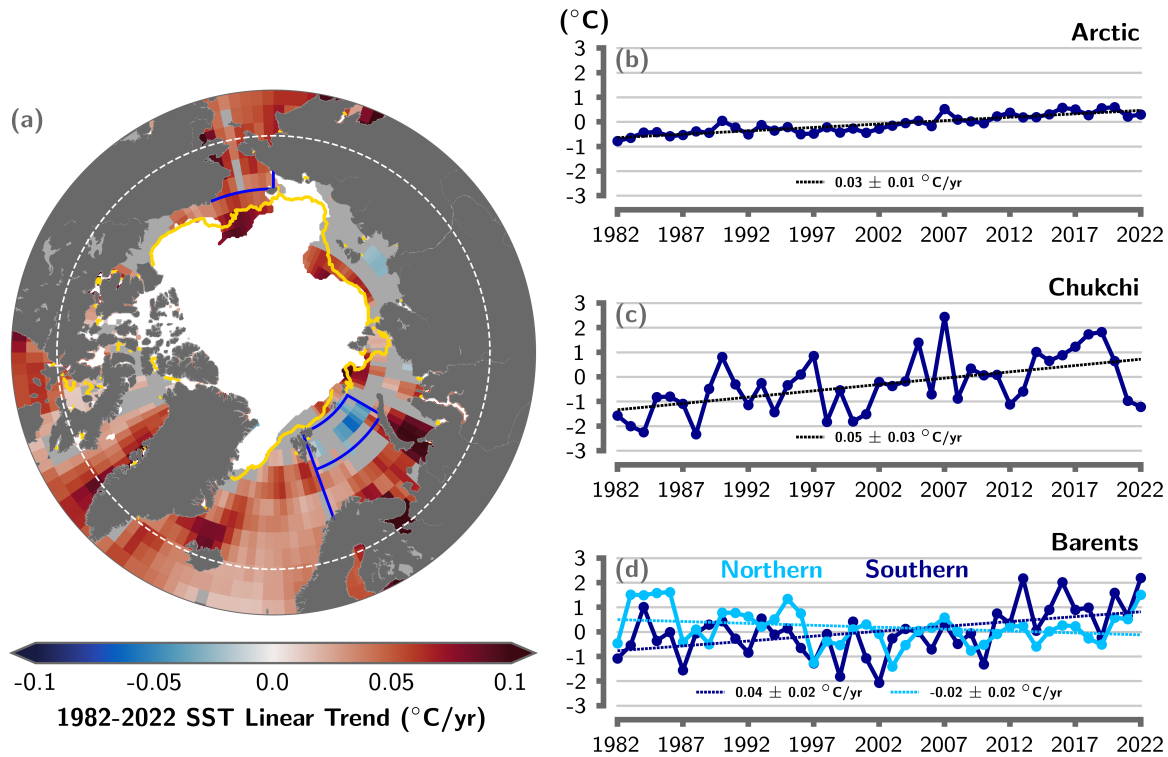 (a)
-0.1 -0.05 0.0 0.05 0.1
1982-2022 SST Linear Trend (°C/yr)
(°C)
Arctic
(b)
3
2
1
0
-1
-2
-3
0.03 ± 0.01 °C/yr
1982 1987 1992 1997 2002 2007 2012 2017 2022
Chukchi
(c)
3
2
1
0
-1
-2
-3
0.05 ± 0.03 °C/yr
1982 1987 1992 1997 2002 2007 2012 2017 2022
Barents
(d) Northern Southern
3
2
1
0
-1
-2
-3
0.04 ± 0.02 °C/yr -0.02 ± 0.02 °C/yr
1982 1987 1992 1997 2002 2007 2012 2017 2022